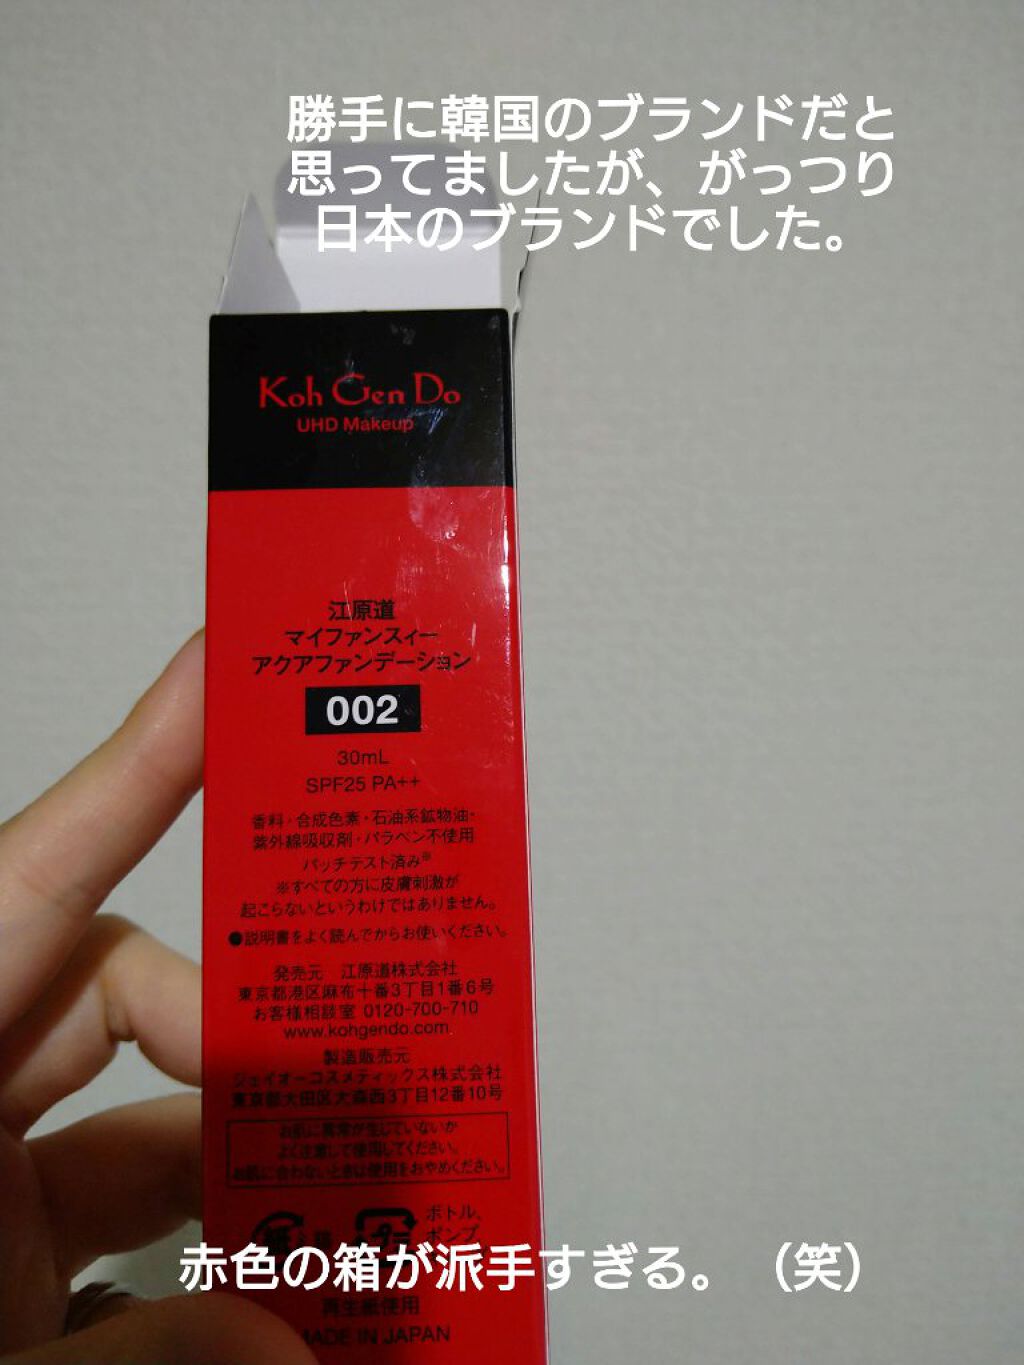 勝手に韓国のブランドだと
思ってましたが、がっつり
日本のブランドでした。
Koh Gen Do
UHD Makeup
江原道
マイファンスィー
アクアファンデーション
002
30mL
SPF25 PA++
香料・合成色素・石油系鉱物油・
紫外線吸収剤・パラベン不使用
パッチテスト済み※
※すべての方に皮膚刺激が
起こらないというわけではありません。
●説明書をよく読んでからお使いください。
発売元 江原道株式会社
東京都港区麻布十番3丁目1番6号
お客様相談室 0120-700-710
www.kohgendo.com
製造販売元
ジェイオーコスメティックス株式会社
東京都大田区大森西3丁目12番10号
お肌に異常が生じていないか
よく注意して使用してください。
お肌に合わないときは使用をおやめください。
ボトル、
ポンプ
赤色の箱が派手すぎる。（笑）
再生紙使用
MADE IN JAPAN